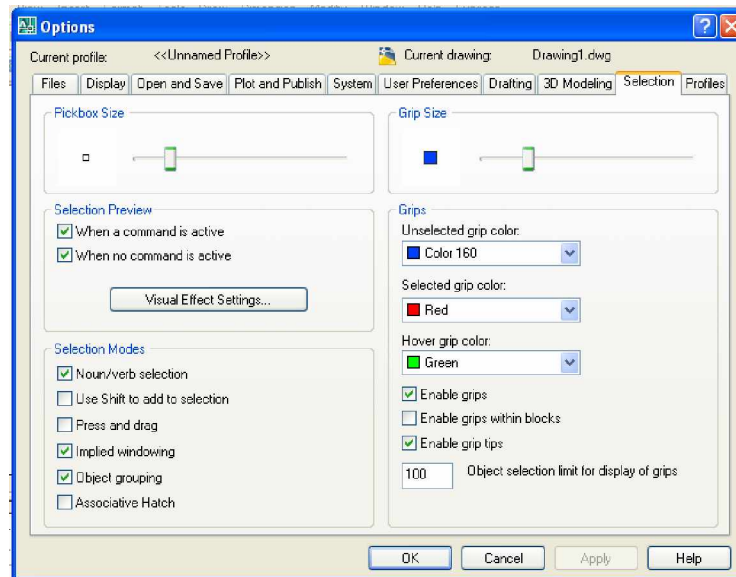 Options
Current profile: <<Unnamed Profile>> Current drawing: Drawing1.dwg
Files Display Open and Save Plot and Publish System User Preferences Drafting 3D Modeling Selection Profiles
Pickbox Size
Grip Size
Selection Preview
When a command is active
When no command is active
Visual Effect Settings...
Selection Modes
Noun/verb selection
Use Shift to add to selection
Press and drag
Implied windowing
Object grouping
Associative Hatch
Grips
Unselected grip color:
Color 160
Selected grip color:
Red
Hover grip color:
Green
Enable grips
Enable grips within blocks
Enable grip tips
100 Object selection limit for display of grips
OK Cancel Apply Help